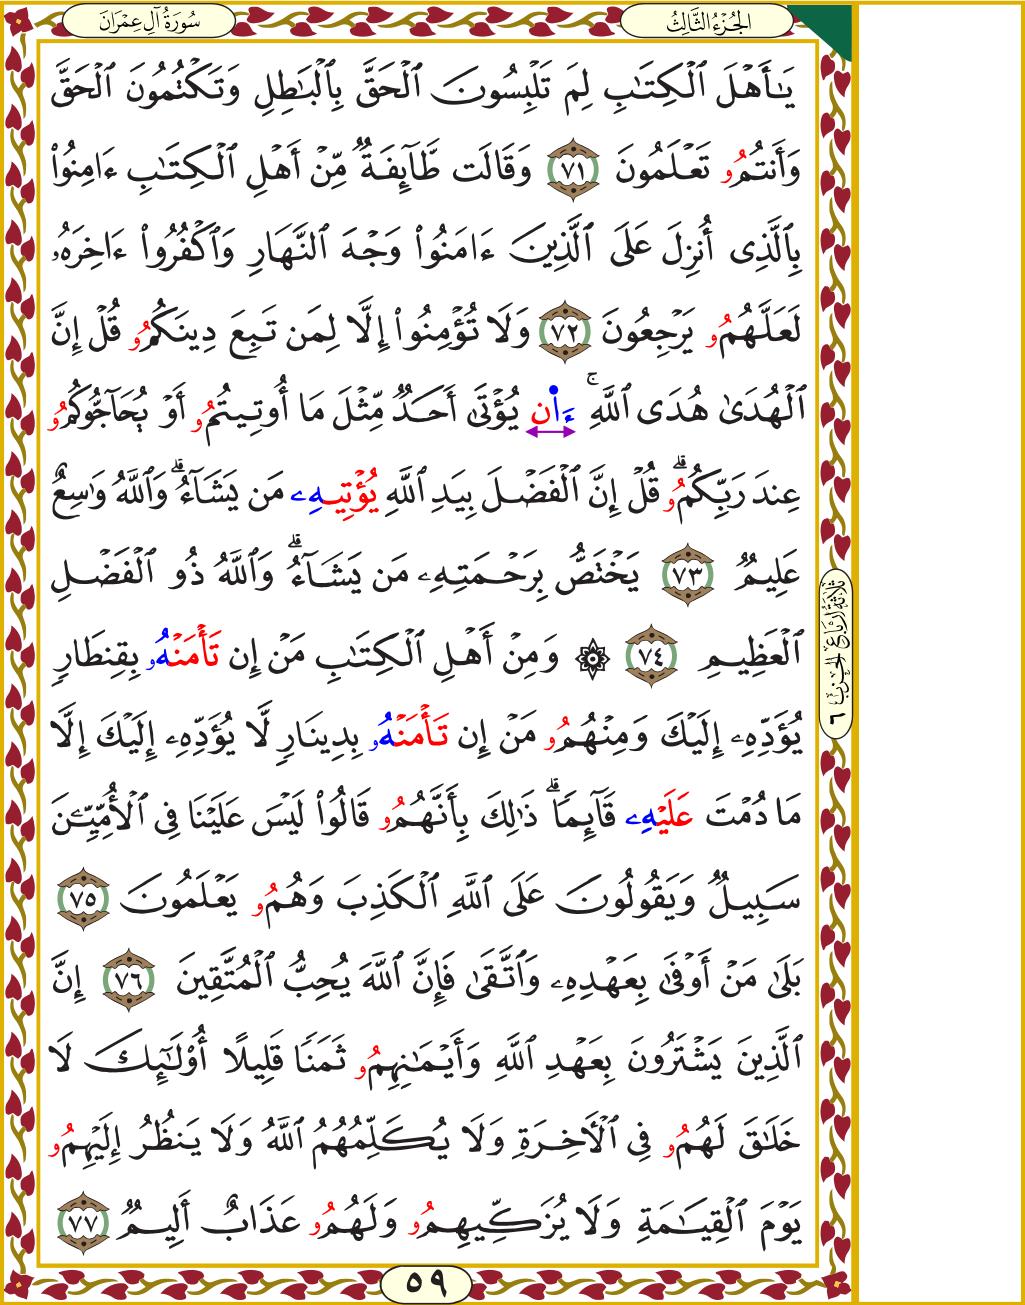 سُورَةُ آلِ عِمْرَانَ
الجُزْءُ الثَّالِثُ
يَـٰٓأَهۡلَ ٱلۡكِتَـٰبِ لِمَ تَلۡبِسُونَ ٱلۡحَقَّ بِٱلۡبَـٰطِلِ وَتَكۡتُمُونَ ٱلۡحَقَّ
وَأَنتُمُۥ تَعۡلَمُونَ ٧١ وَقَالَت طَّآئِفَةٌ مِّنۡ أَهۡلِ ٱلۡكِتَـٰبِ ءَامِنُواْ
بِٱلَّذِى أُنزِلَ عَلَى ٱلَّذِينَ ءَامَنُواْ وَجۡهَ ٱلنَّهَارِ وَٱكۡفُرُواْ ءَاخِرَهُۥ
لَعَلَّهُمُۥ يَرۡجِعُونَ ٧٢ وَلَا تُؤۡمِنُواْ إِلَّا لِمَن تَبِعَ دِينَكُمُۥ قُلۡ إِنَّ
ٱلۡهُدَىٰ هُدَى ٱللَّهِ ۚ ءَا۬ن يُؤۡتَىٰ أَحَدٌ مِّثۡلَ مَا أُوتِيتُمُۥ أَوۡ يُحَآجُّوكُمُۥ
عِندَ رَبِّكُمُۥ ۗ قُلۡ إِنَّ ٱلۡفَضۡلَ بِيَدِ ٱللَّهِ يُؤۡتِيهِۦ مَن يَشَآءُ ۗ وَٱللَّهُ وَٰسِعٌ
عَلِيمٌ ٧٣ يَخۡتَصُّ بِرَحۡمَتِهِۦ مَن يَشَآءُ ۗ وَٱللَّهُ ذُو ٱلۡفَضۡلِ
ٱلۡعَظِيمِ ٧٤ ۞ وَمِنۡ أَهۡلِ ٱلۡكِتَـٰبِ مَنۡ إِن تَأۡمَنۡهُۥ بِقِنطَارٍ
يُؤَدِّهِۦ إِلَيۡكَ وَمِنۡهُمُۥ مَنۡ إِن تَأۡمَنۡهُۥ بِدِينَارٍ لَّا يُؤَدِّهِۦ إِلَيۡكَ إِلَّا
مَا دُمۡتَ عَلَيۡهِۦ قَآئِمًا ۗ ذَٰلِكَ بِأَنَّهُمُۥ قَالُواْ لَيۡسَ عَلَيۡنَا فِى ٱلۡأُمِّيِّـۧنَ
سَبِيلٌ وَيَقُولُونَ عَلَى ٱللَّهِ ٱلۡكَذِبَ وَهُمُۥ يَعۡلَمُونَ ٧٥
بَلَىٰ مَنۡ أَوۡفَىٰ بِعَهۡدِهِۦ وَٱتَّقَىٰ فَإِنَّ ٱللَّهَ يُحِبُّ ٱلۡمُتَّقِينَ ٧٦ إِنَّ
ٱلَّذِينَ يَشۡتَرُونَ بِعَهۡدِ ٱللَّهِ وَأَيۡمَـٰنِهِمُۥ ثَمَنًا قَلِيلًا أُوْلَـٰٓئِكَ لَا
خَلَـٰقَ لَهُمُۥ فِى ٱلۡأَخِرَةِ وَلَا يُكَلِّمُهُمُ ٱللَّهُ وَلَا يَنظُرُ إِلَيۡهِمُۥ
يَوۡمَ ٱلۡقِيَـٰمَةِ وَلَا يُزَكِّيهِمُۥ وَلَهُمُۥ عَذَابٌ أَلِيمٌ ٧٧
ثلاثة أرباع الحزب ٦
٥٩